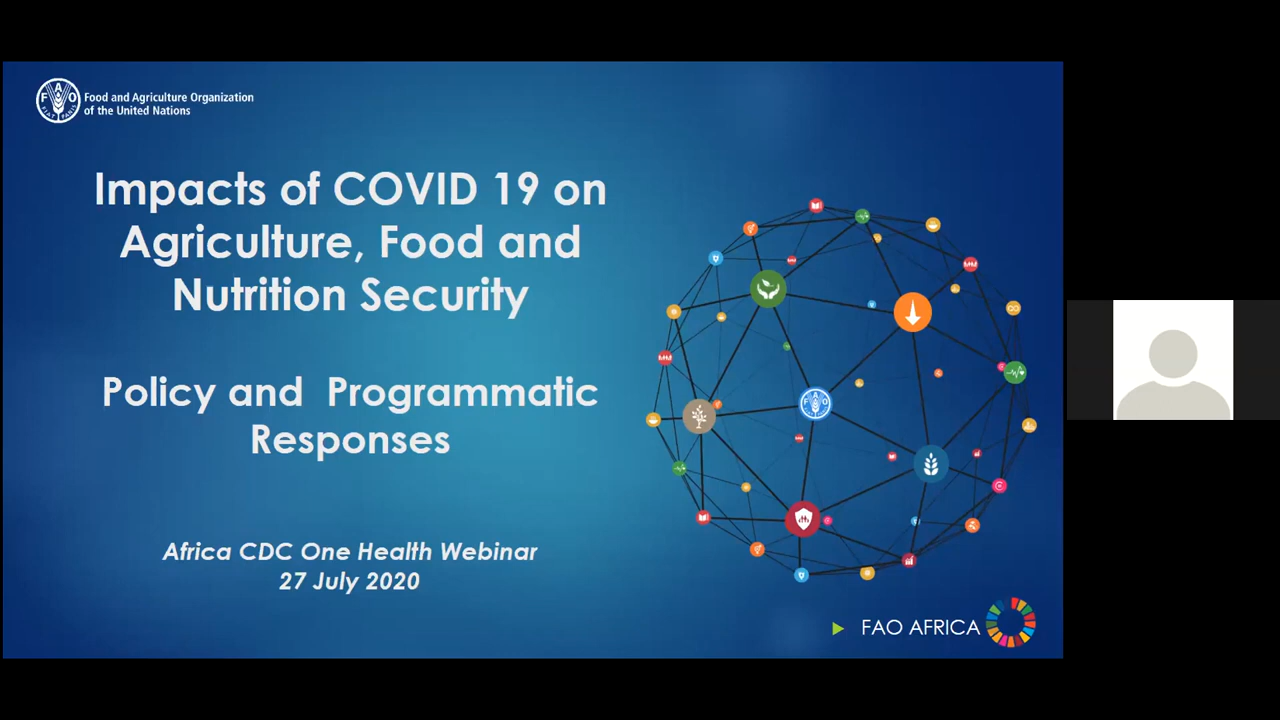 Food and Agriculture Organization
of the United Nations
Impacts of COVID 19 on
Agriculture, Food and
Nutrition Security
Policy and  Programmatic
Responses
Africa CDC One Health Webinar
27 July 2020
FAO AFRICA